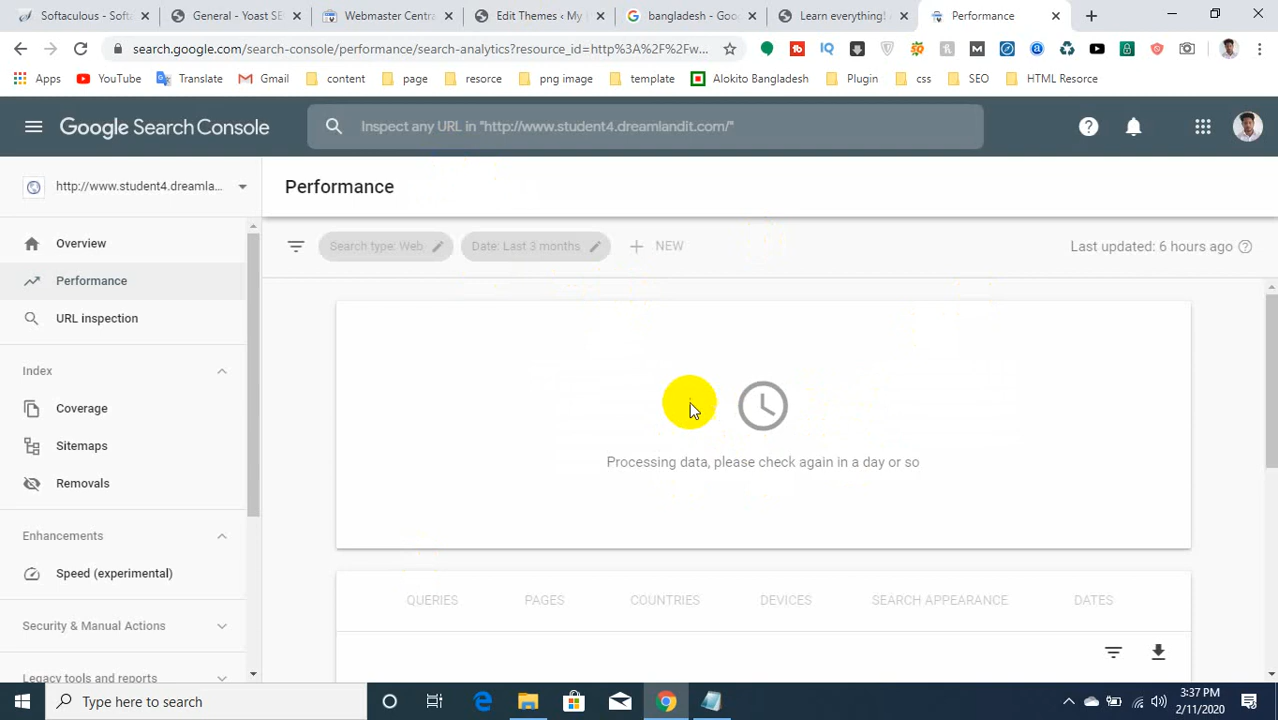 Softaculous - Softa
General - Yoast SE
Webmaster Centra
Edit Themes ‹ My
bangladesh - Goo
Learn everything!
Performance
search.google.com/search-console/performance/search-analytics?resource_id=http%3A%2F%2Fw...
Apps
YouTube
Translate
Gmail
content
page
resorce
png image
template
Alokito Bangladesh
Plugin
css
SEO
HTML Resorce
Google Search Console
Inspect any URL in "http://www.student4.dreamlandit.com/"
http://www.student4.dreamla...
Performance
Overview
Search type: Web
Date: Last 3 months
NEW
Last updated: 6 hours ago
Performance
URL inspection
Index
Coverage
Sitemaps
Removals
Processing data, please check again in a day or so
Enhancements
Speed (experimental)
Security & Manual Actions
Legacy tools and reports
QUERIES
PAGES
COUNTRIES
DEVICES
SEARCH APPEARANCE
DATES
Type here to search
3:37 PM
2/11/2020